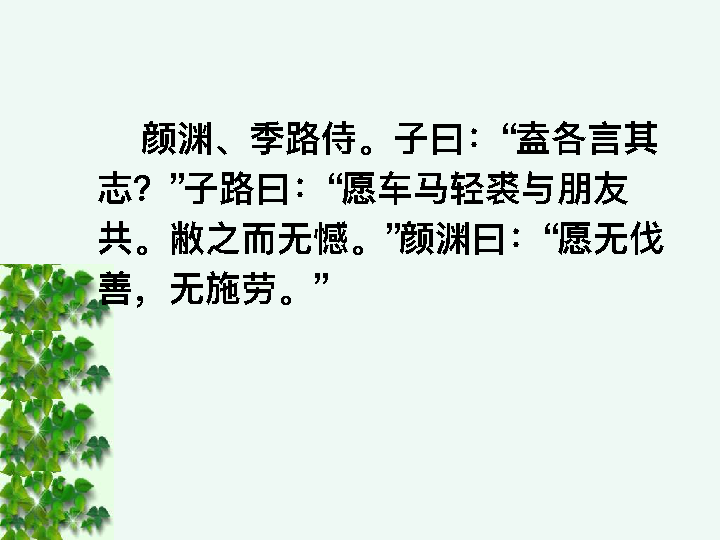 颜渊、季路侍。子曰：“盍各言其
志？”子路曰：“愿车马轻裘与朋友
共。敝之而无憾。”颜渊曰：“愿无伐
善，无施劳。”